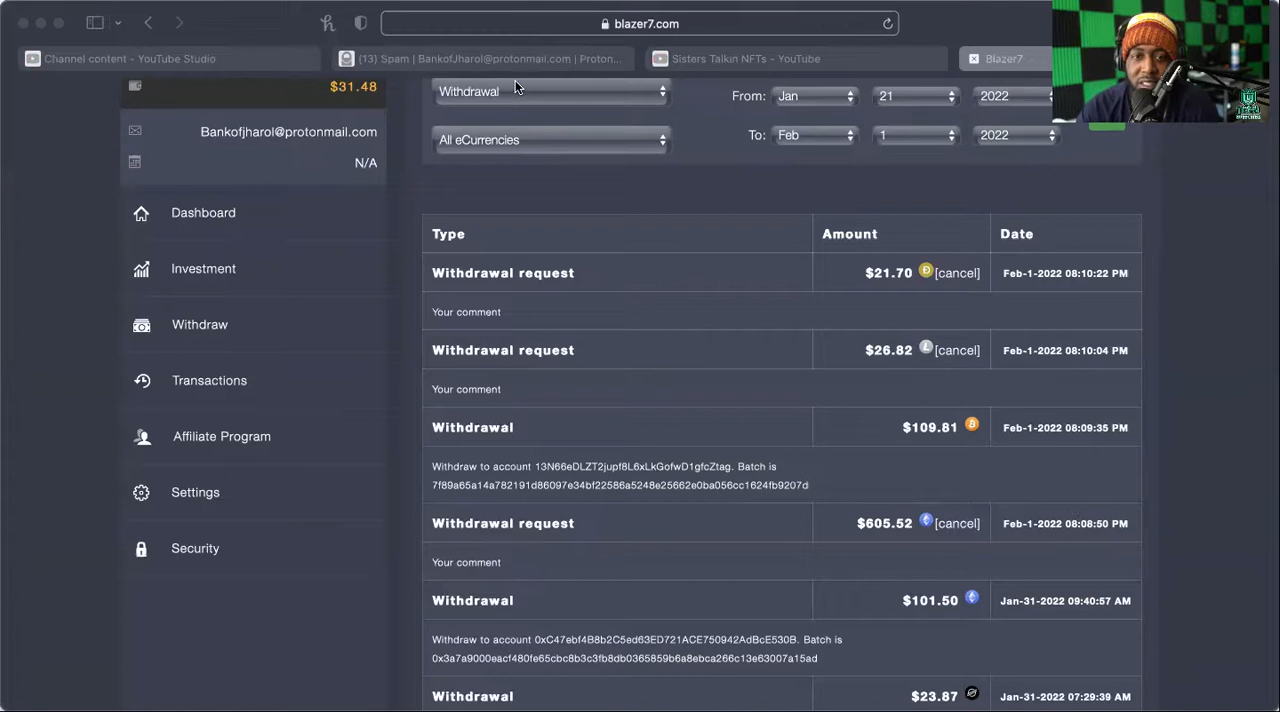 blazer7.com
Channel content - YouTube Studio
(13) Spam | BankofJharol@protonmail.com | Proton...
Sisters Talkin NFTs - YouTube
Blazer7
$31.48
Bankofjharol@protonmail.com
N/A
Dashboard
Investment
Withdraw
Transactions
Affiliate Program
Settings
Security
Withdrawal
From: Jan 21 2022
All eCurrencies
To: Feb 1 2022
Type Amount Date
Withdrawal request $21.70 [cancel] Feb-1-2022 08:10:22 PM
Your comment
Withdrawal request $26.82 [cancel] Feb-1-2022 08:10:04 PM
Your comment
Withdrawal $109.81 Feb-1-2022 08:09:35 PM
Withdraw to account 13N66eDLZT2jupf8L6xLkGofwD1gfcZtag. Batch is
7f89a65a14a782191d86097e34bf22586a5248e25662e0ba056cc1624fb9207d
Withdrawal request $605.52 [cancel] Feb-1-2022 08:08:50 PM
Your comment
Withdrawal $101.50 Jan-31-2022 09:40:57 AM
Withdraw to account 0xC47ebf4B8b2C5ed63ED721ACE750942AdBcE530B. Batch is
0x3a7a9000eacf480fe65cbc8b3c3fb8db0365859b6a8ebca266c13e63007a15ad
Withdrawal $23.87 Jan-31-2022 07:29:39 AM